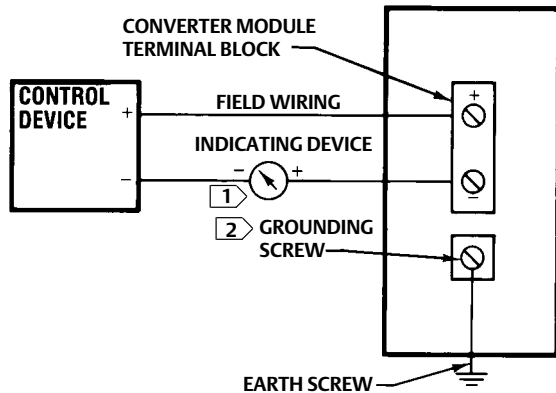 CONVERTER MODULE
TERMINAL BLOCK
CONTROL
DEVICE
+
FIELD WIRING
+
INDICATING DEVICE
−
−
+
−
1
2
GROUNDING
SCREW
EARTH SCREW